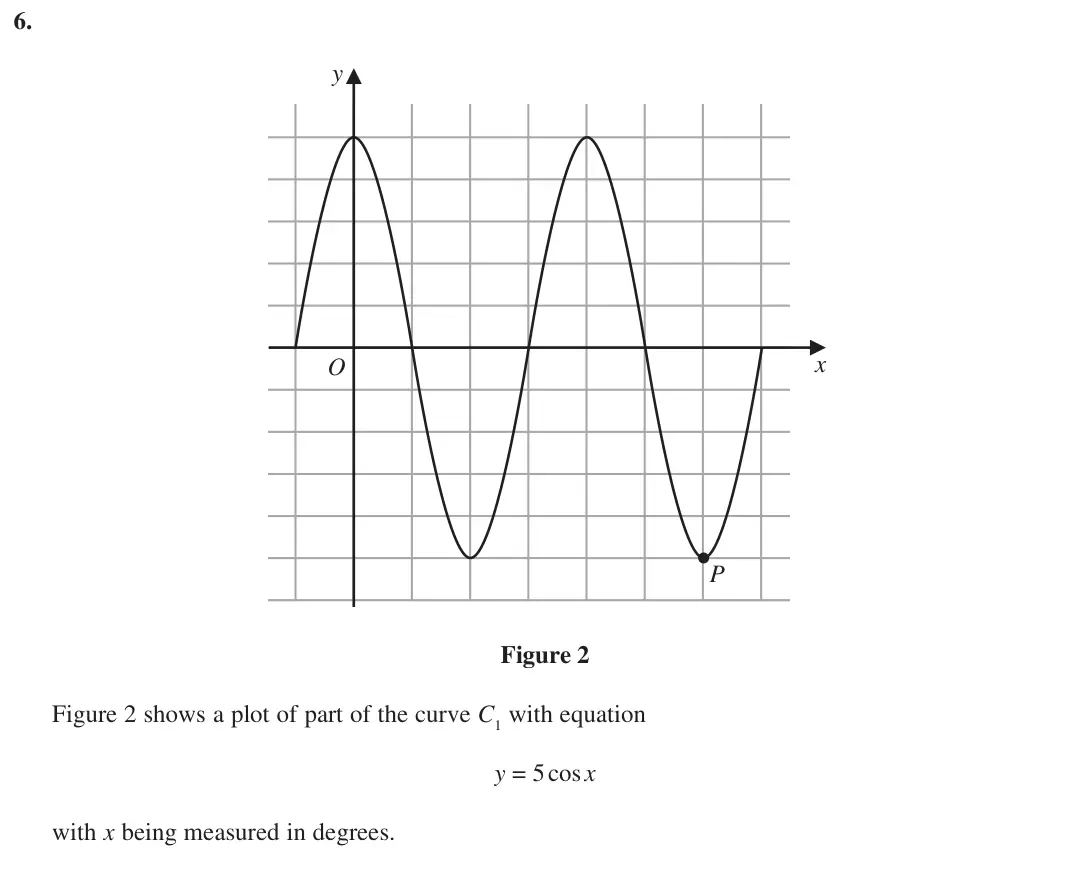 6.
y
O
x
P
Figure 2
Figure 2 shows a plot of part of the curve C₁ with equation
y = 5 cos x
with x being measured in degrees.